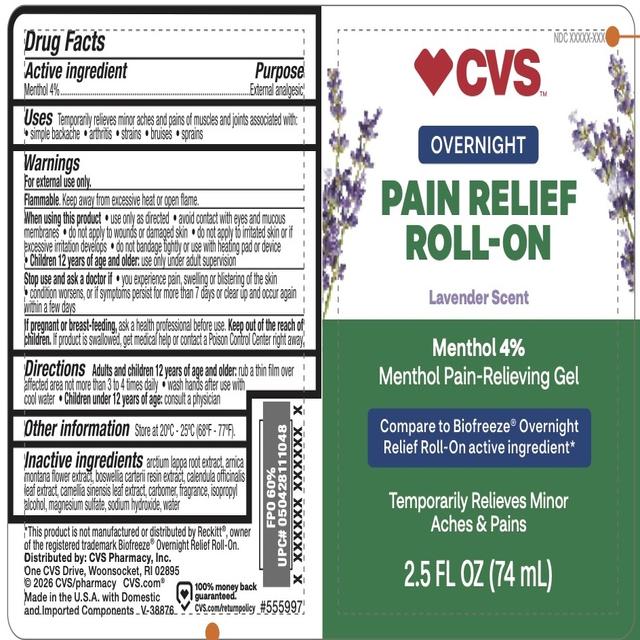 Drug Facts
Active ingredient Purpose
Menthol 4%........External analgesic
Uses Temporarily relieves minor aches and pains of muscles and joints associated with:
• simple backache • arthritis • strains • bruises • sprains
Warnings
For external use only.
Flammable. Keep away from excessive heat or open flame.
When using this product • use only as directed • avoid contact with eyes and mucous
membranes • do not apply to wounds or damaged skin • do not apply to irritated skin or if
excessive irritation develops • do not bandage tightly or use with heating pad or device
• Children 12 years of age and older: use only under adult supervision
Stop use and ask a doctor if • you experience pain, swelling or blistering of the skin
• condition worsens, or if symptoms persist for more than 7 days or clear up and occur again
within a few days
If pregnant or breast-feeding, ask a health professional before use. Keep out of the reach of
children. If product is swallowed, get medical help or contact a Poison Control Center right away.
Directions Adults and children 12 years of age and older: rub a thin film over
affected area not more than 3 to 4 times daily • wash hands after use with
cool water • Children under 12 years of age: consult a physician
Other information Store at 20ºC - 25ºC (68ºF - 77ºF).
Inactive ingredients arctium lappa root extract, arnica
montana flower extract, boswellia carterii resin extract, calendula officinalis
leaf extract, camellia sinensis leaf extract, carbomer, fragrance, isopropyl
alcohol, magnesium sulfate, sodium hydroxide, water
*This product is not manufactured or distributed by Reckitt®, owner
of the registered trademark Biofreeze® Overnight Relief Roll-On.
Distributed by: CVS Pharmacy, Inc.
One CVS Drive, Woonsocket, RI 02895
© 2026 CVS/pharmacy CVS.com®
Made in the U.S.A. with Domestic
and Imported Components V-38876
100% money back
guaranteed.
CVS.com/returnpolicy
#555997
FPO 60%
UPC# 050428111048
X XXXXX XXXXXX X
NDC XXXXX-XXX
CVS™
OVERNIGHT
PAIN RELIEF
ROLL-ON
Lavender Scent
Menthol 4%
Menthol Pain-Relieving Gel
Compare to Biofreeze® Overnight
Relief Roll-On active ingredient*
Temporarily Relieves Minor
Aches & Pains
2.5 FL OZ (74 mL)